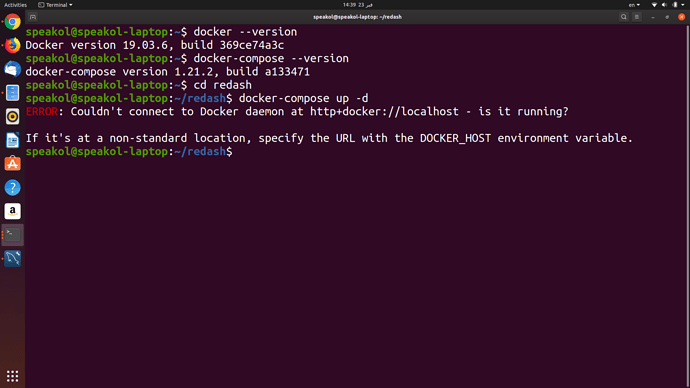 Activities
Terminal
14:39 23 فبر
en
speakol@speakol-laptop: ~/redash
speakol@speakol-laptop:~$ docker --version
Docker version 19.03.6, build 369ce74a3c
speakol@speakol-laptop:~$ docker-compose --version
docker-compose version 1.21.2, build a133471
speakol@speakol-laptop:~$ cd redash
speakol@speakol-laptop:~/redash$ docker-compose up -d
ERROR: Couldn't connect to Docker daemon at http+docker://localhost - is it running?
If it's at a non-standard location, specify the URL with the DOCKER_HOST environment variable.
speakol@speakol-laptop:~/redash$